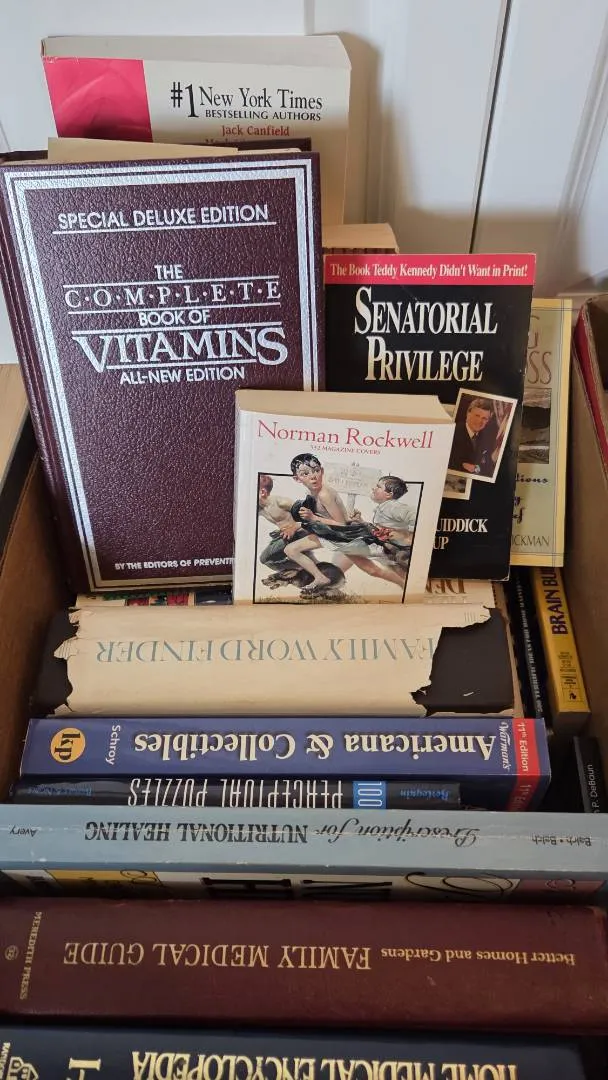 #1 New York Times
BESTSELLING AUTHORS
Jack Canfield
SPECIAL DELUXE EDITION
THE
COMPLETE
BOOK OF
VITAMINS
ALL-NEW EDITION
BY THE EDITORS OF
The Book Teddy Kennedy Didn't Want in Print!
SENATORIAL
PRIVILEGE
Norman Rockwell
332 MAGAZINE COVERS
FAMILY WORD FINDER
Warman's
Americana & Collectibles
11th Edition
Schroy
kp
100
PERCEPTUAL PUZZLES
Balch • Balch
Prescription for NUTRITIONAL HEALING
Avery
Better Homes and Gardens
FAMILY MEDICAL GUIDE
MEREDITH PRESS
HOME MEDICAL ENCYCLOPEDIA